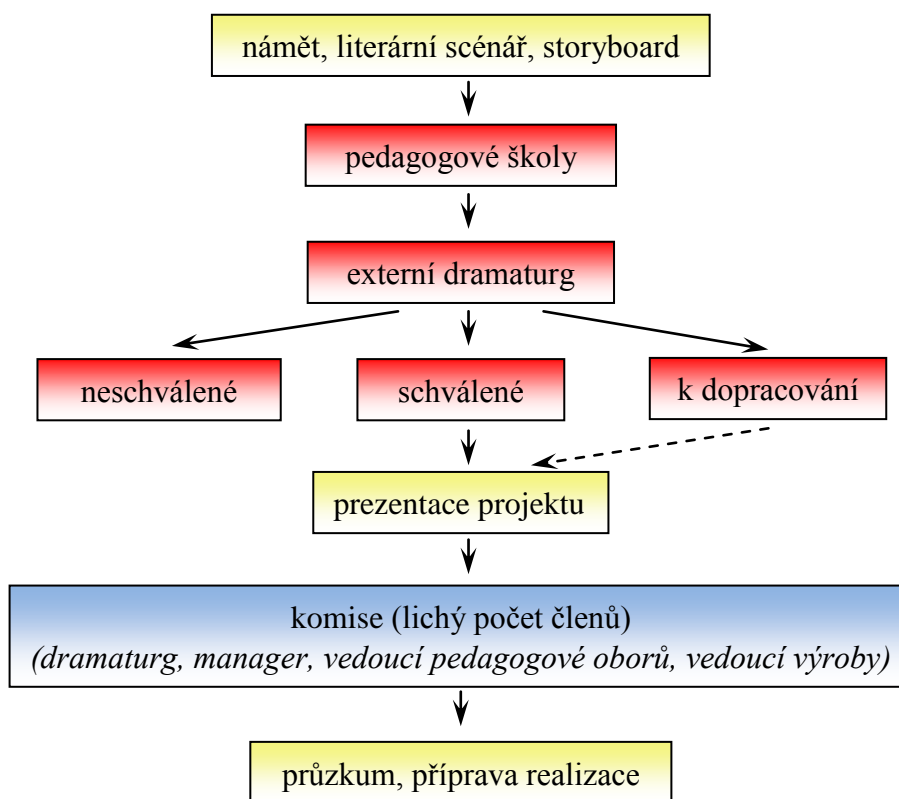 námět, literární scénář, storyboard
pedagogové školy
externí dramaturg
neschválené
schválené
k dopracování
prezentace projektu
komise (lichý počet členů)
(dramaturg, manager, vedoucí pedagogové oborů, vedoucí výroby)
průzkum, příprava realizace